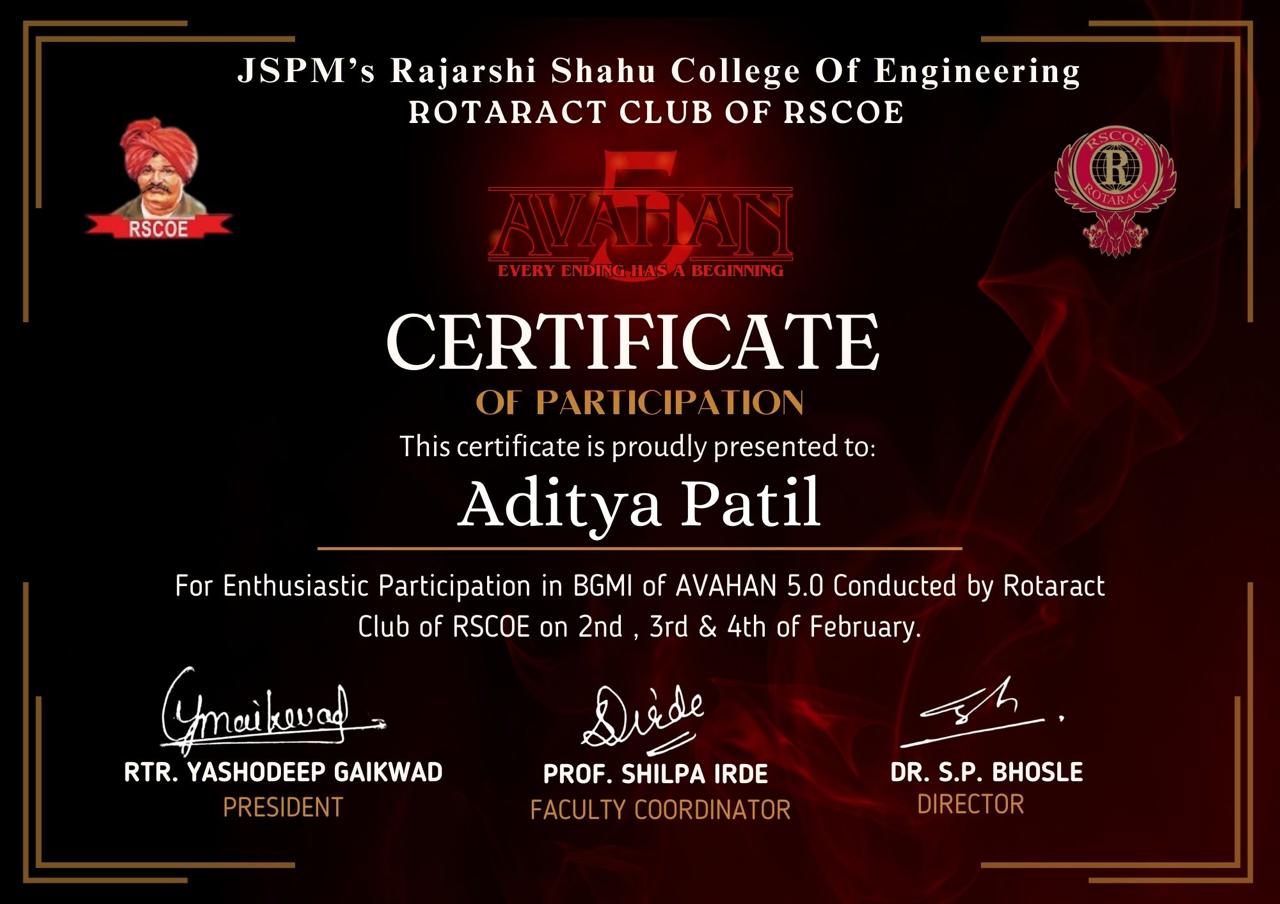 JSPM's Rajarshi Shahu College Of Engineering
ROTARACT CLUB OF RSCOE
RSCOE
5
AVAHAN
EVERY ENDING HAS A BEGINNING
RSCOE
R
ROTARACT
CERTIFICATE
OF PARTICIPATION
This certificate is proudly presented to:
Aditya Patil
For Enthusiastic Participation in BGMI of AVAHAN 5.0 Conducted by Rotaract
Club of RSCOE on 2nd , 3rd & 4th of February.
RTR. YASHODEEP GAIKWAD
PRESIDENT
PROF. SHILPA IRDE
FACULTY COORDINATOR
DR. S.P. BHOSLE
DIRECTOR